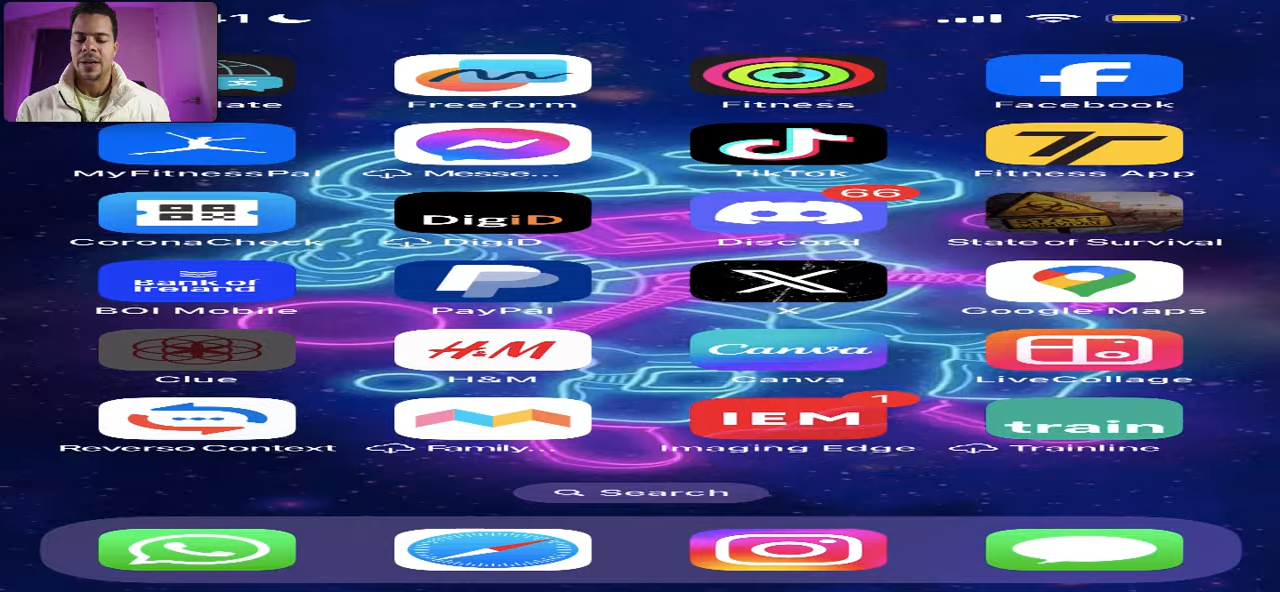 41
late Freeform Fitness Facebook
MyFitnessPal Messe... TikTok Fitness App
DigiD 66
CoronaCheck DigiD Discord State of Survival
Bank of
Ireland
BOI Mobile PayPal X Google Maps
H&M Canva
Clue H&M Canva LiveCollage
1
IEM train
Reverso Context Family... Imaging Edge Trainline
Search